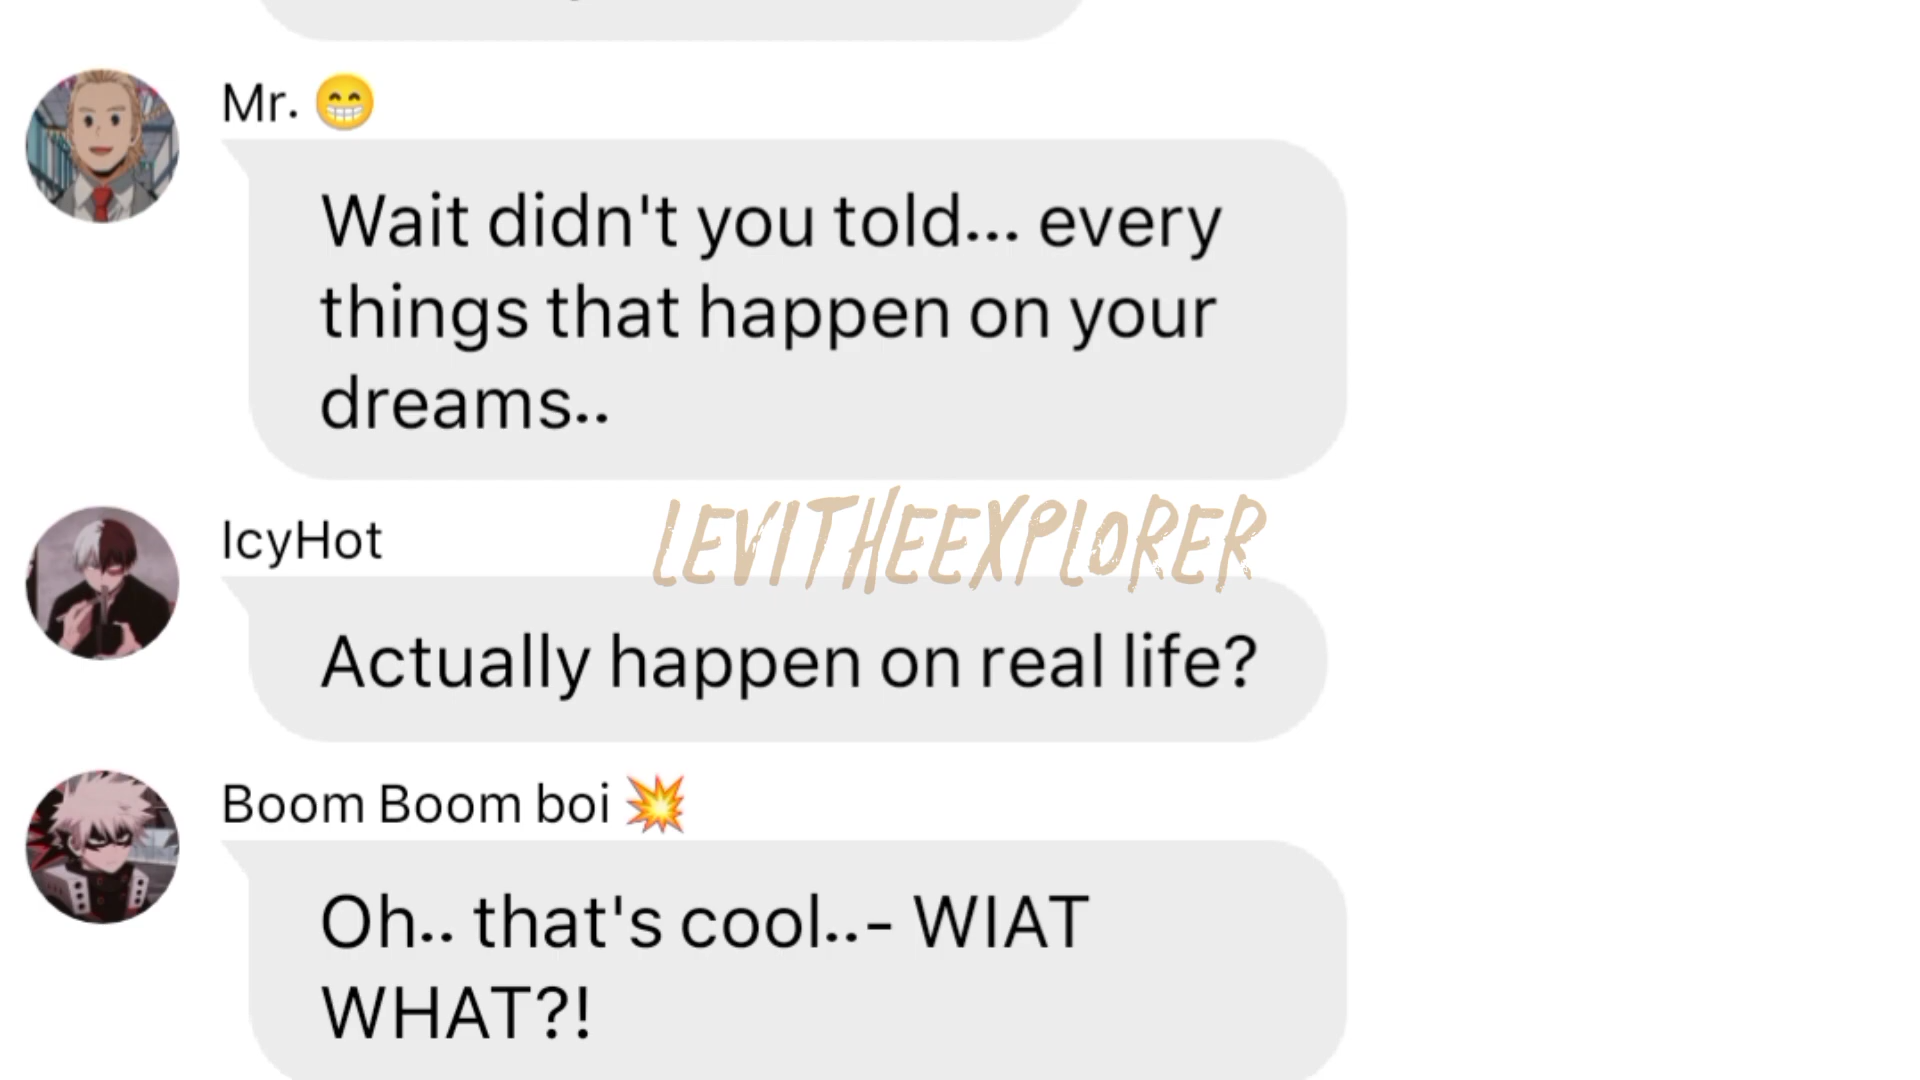 Mr. 😁
Wait didn't you told... every
things that happen on your
dreams..
LEVITHEEXPLORER
IcyHot
Actually happen on real life?
Boom Boom boi 💥
Oh.. that's cool..- WIAT
WHAT?!